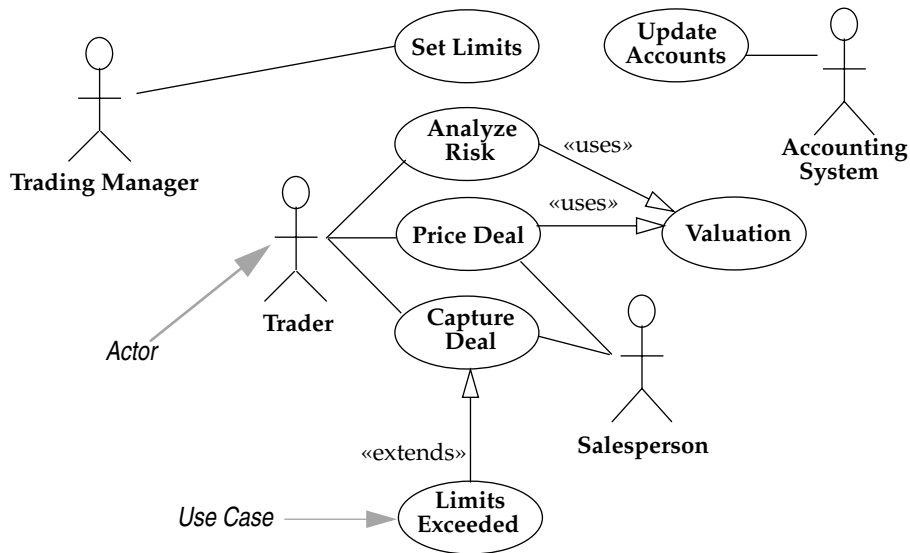 Set Limits
Update
Accounts
Trading Manager
Analyze
Risk
«uses»
Accounting
System
«uses»
Price Deal
Valuation
Trader
Capture
Deal
Actor
Salesperson
«extends»
Use Case
Limits
Exceeded